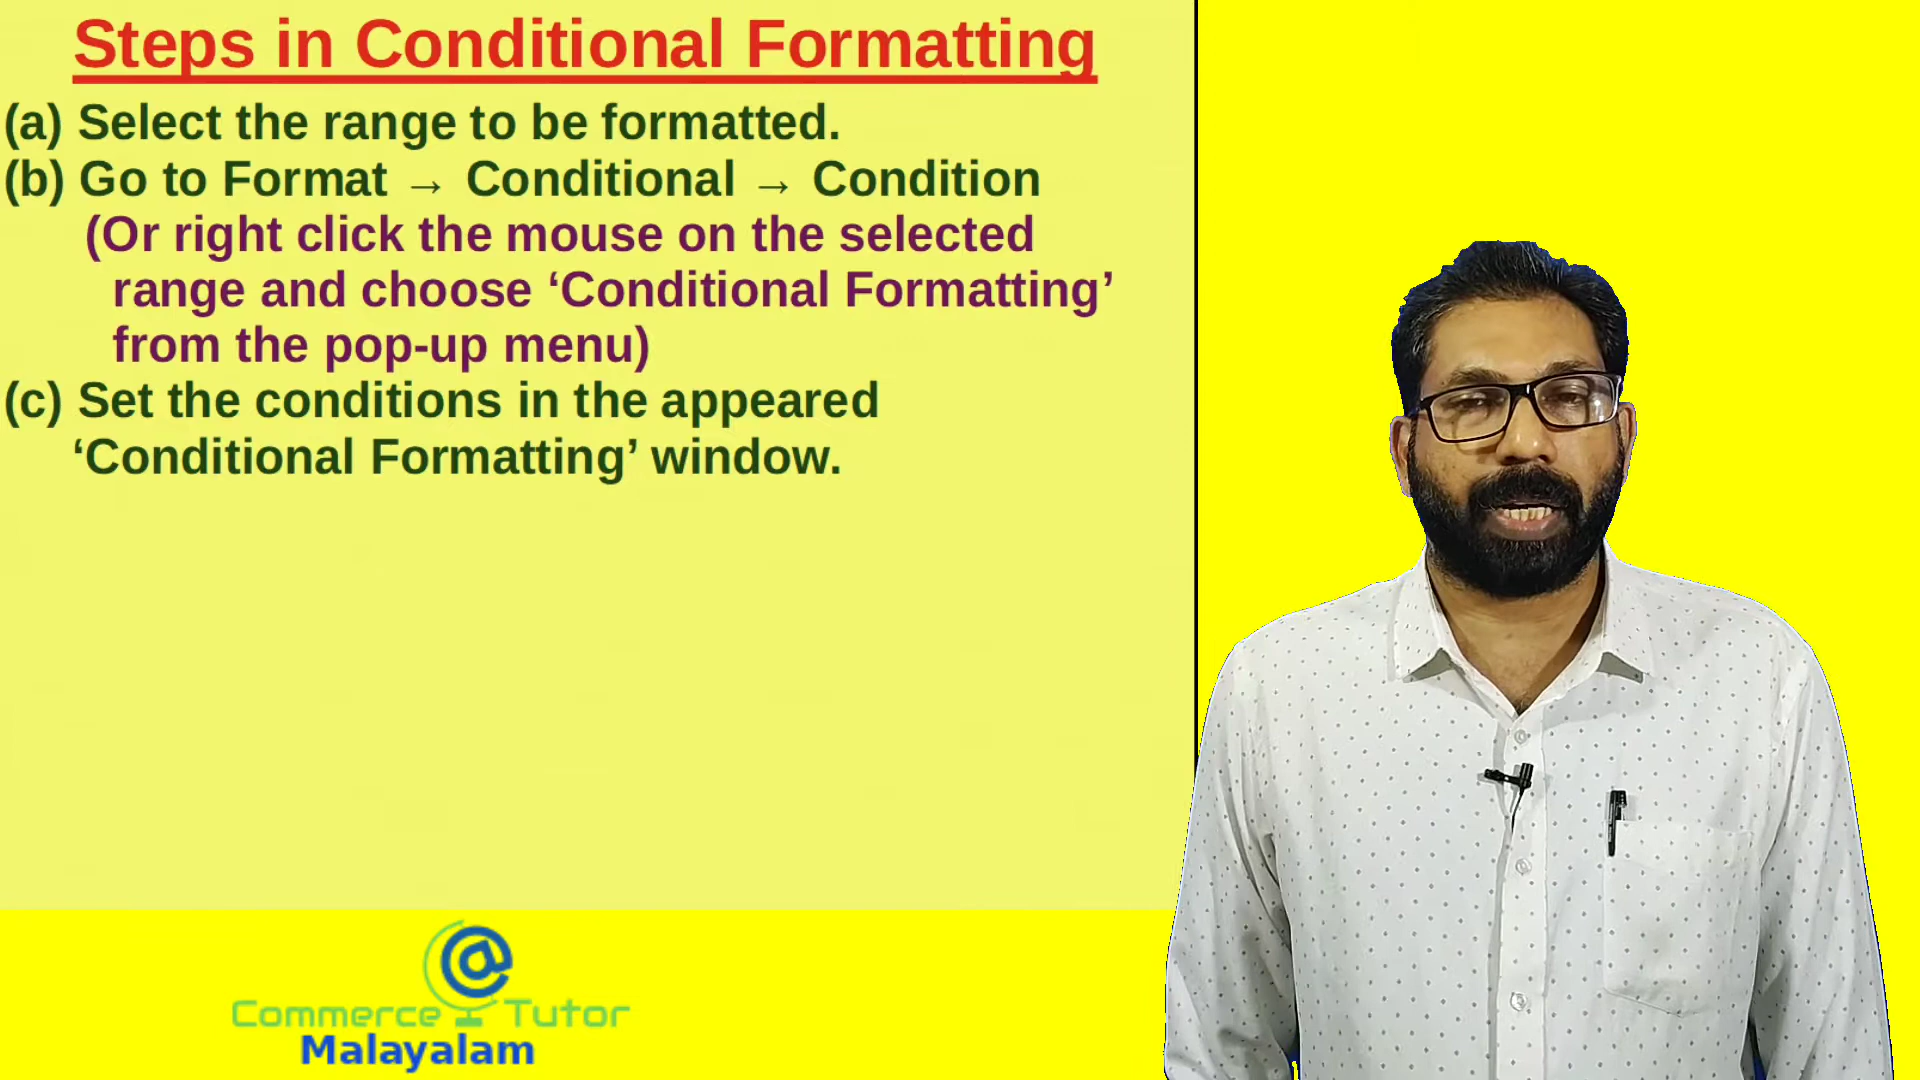 Steps in Conditional Formatting
(a) Select the range to be formatted.
(b) Go to Format → Conditional → Condition
(Or right click the mouse on the selected
range and choose ‘Conditional Formatting’
from the pop-up menu)
(c) Set the conditions in the appeared
‘Conditional Formatting’ window.
@
Commerce Tutor
Malayalam